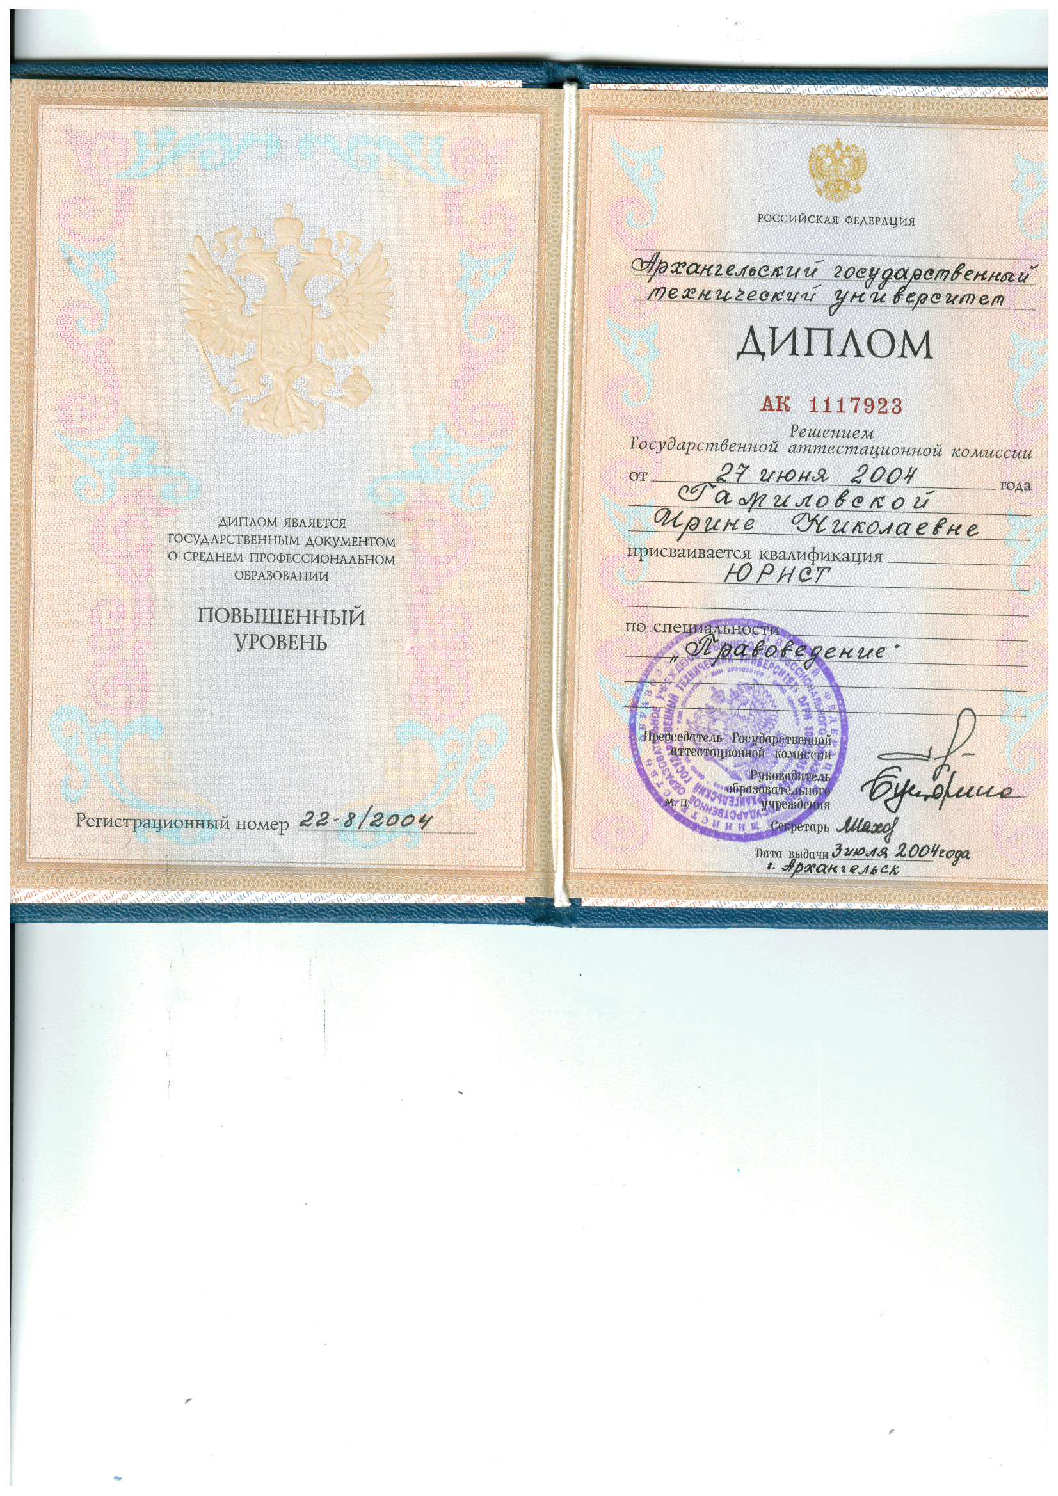 ДИПЛОМ ЯВЛЯЕТСЯ
ГОСУДАРСТВЕННЫМ ДОКУМЕНТОМ
О СРЕДНЕМ ПРОФЕССИОНАЛЬНОМ
ОБРАЗОВАНИИ
ПОВЫШЕННЫЙ
УРОВЕНЬ
Регистрационный номер 22-8/2004
РОССИЙСКАЯ ФЕДЕРАЦИЯ
Архангельский государственный
технический университет
ДИПЛОМ
АК 1117923
Решением
Государственной аттестационной комиссии
от 27 июня 2004 года
Гамиловской
Ирине Николаевне
присваивается квалификация
ЮРИСТ
по специальности
„Правоведение"
Председатель Государственной
аттестационной комиссии
Руководитель
образовательного
учреждения
Секретарь
Дата выдачи 3 июля 2004 года
г. Архангельск